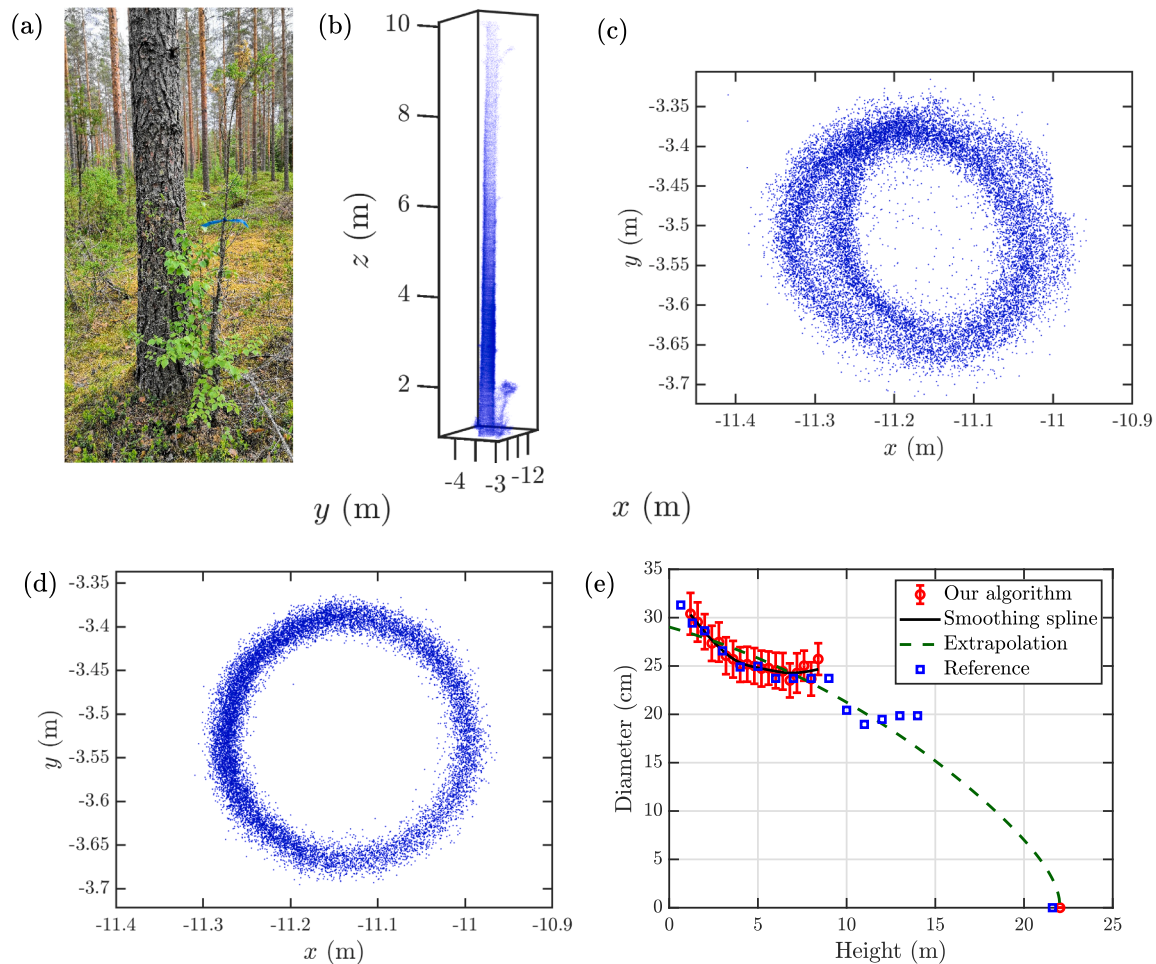 (a)
(b)
10
8
6
4
2
z (m)
-4
-3
-12
y (m)
x (m)
(c)
-3.35
-3.4
-3.45
-3.5
-3.55
-3.6
-3.65
-3.7
y (m)
-11.4
-11.3
-11.2
-11.1
-11
-10.9
x (m)
(d)
-3.35
-3.4
-3.45
-3.5
-3.55
-3.6
-3.65
-3.7
y (m)
-11.4
-11.3
-11.2
-11.1
-11
-10.9
x (m)
(e)
35
30
25
20
15
10
5
0
Diameter (cm)
Our algorithm
Smoothing spline
Extrapolation
Reference
0
5
10
15
20
25
Height (m)